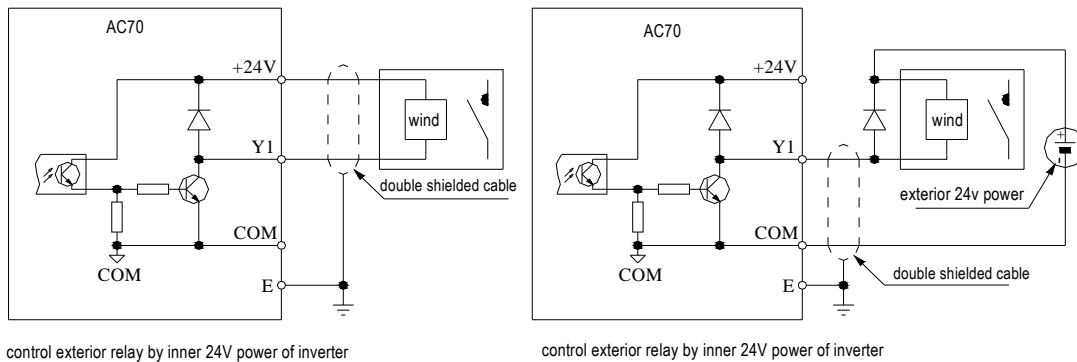 AC70
+24V
wind
Y1
double shielded cable
COM
COM
E
control exterior relay by inner 24V power of inverter
AC70
+24V
wind
Y1
+
-
exterior 24v power
COM
COM
double shielded cable
E
control exterior relay by inner 24V power of inverter